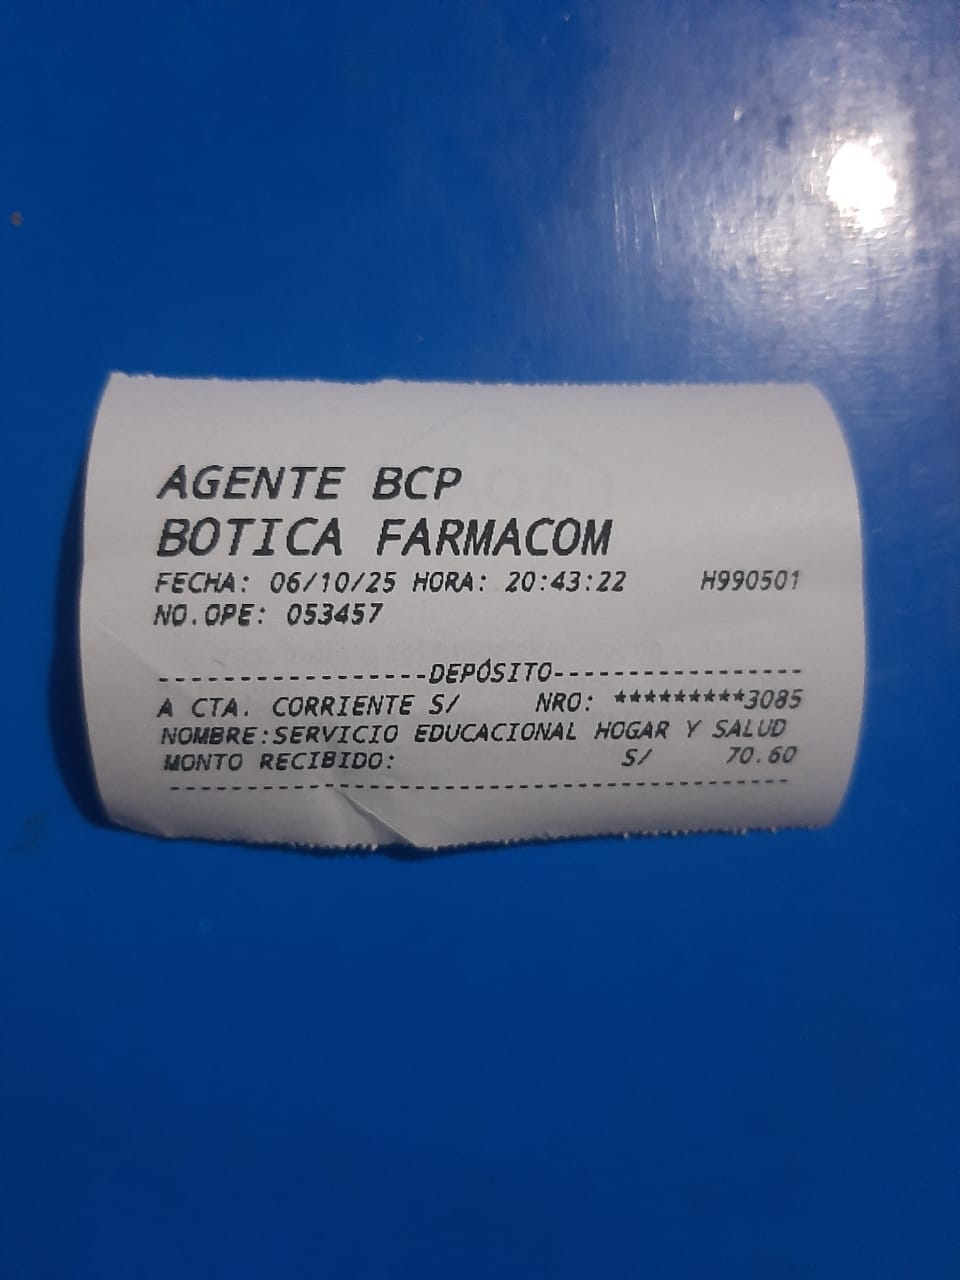 AGENTE BCP
BOTICA FARMACOM
FECHA: 06/10/25 HORA: 20:43:22 H990501
NO.OPE: 053457
-----------------DEPÓSITO----------------
A CTA. CORRIENTE S/ NRO: *********3085
NOMBRE:SERVICIO EDUCACIONAL HOGAR Y SALUD
MONTO RECIBIDO: S/ 70.60
-----------------------------------------